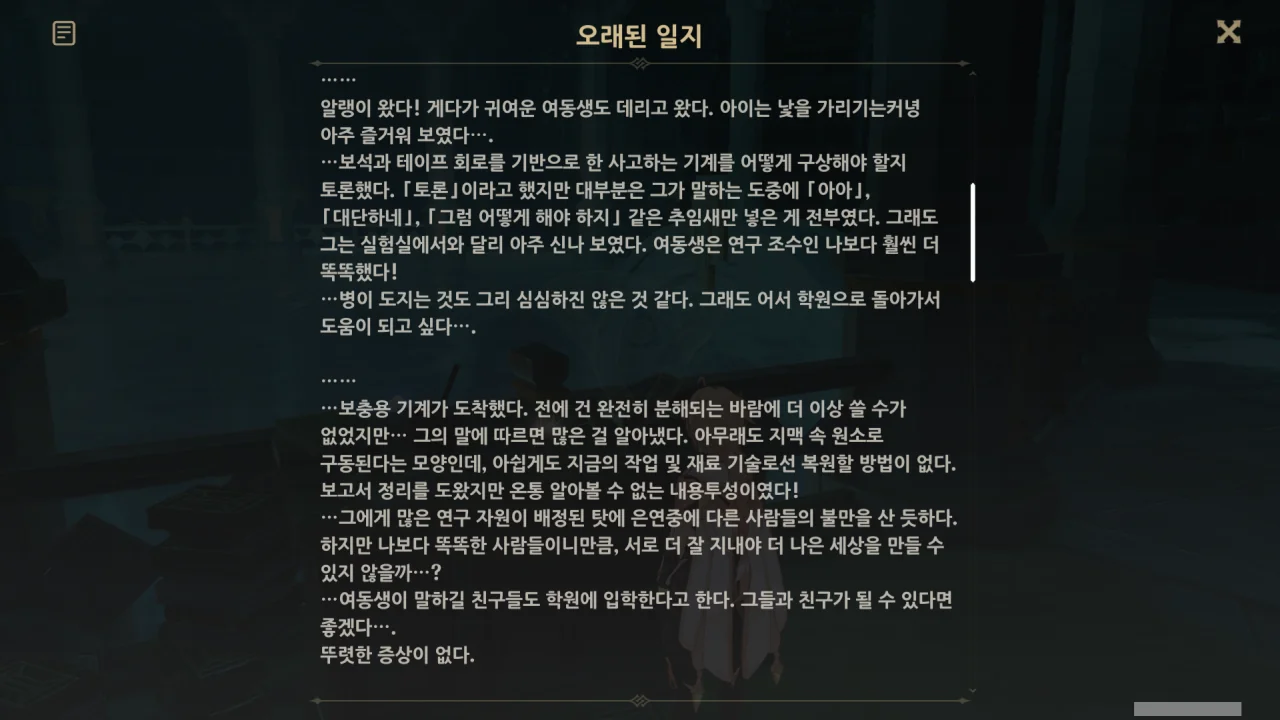 오래된 일지
……
알랭이 왔다! 게다가 귀여운 여동생도 데리고 왔다. 아이는 낯을 가리기는커녕
아주 즐거워 보였다….
…보석과 테이프 회로를 기반으로 한 사고하는 기계를 어떻게 구상해야 할지
토론했다. 「토론」이라고 했지만 대부분은 그가 말하는 도중에 「아아」,
「대단하네」, 「그럼 어떻게 해야 하지」 같은 추임새만 넣은 게 전부였다. 그래도
그는 실험실에서와 달리 아주 신나 보였다. 여동생은 연구 조수인 나보다 훨씬 더
똑똑했다!
…병이 도지는 것도 그리 심심하진 않은 것 같다. 그래도 어서 학원으로 돌아가서
도움이 되고 싶다….
……
…보충용 기계가 도착했다. 전에 건 완전히 분해되는 바람에 더 이상 쓸 수가
없었지만… 그의 말에 따르면 많은 걸 알아냈다. 아무래도 지맥 속 원소로
구동된다는 모양인데, 아쉽게도 지금의 작업 및 재료 기술로선 복원할 방법이 없다.
보고서 정리를 도왔지만 온통 알아볼 수 없는 내용투성이였다!
…그에게 많은 연구 자원이 배정된 탓에 은연중에 다른 사람들의 불만을 산 듯하다.
하지만 나보다 똑똑한 사람들이니만큼, 서로 더 잘 지내야 더 나은 세상을 만들 수
있지 않을까…?
…여동생이 말하길 친구들도 학원에 입학한다고 한다. 그들과 친구가 될 수 있다면
좋겠다….
뚜렷한 증상이 없다.